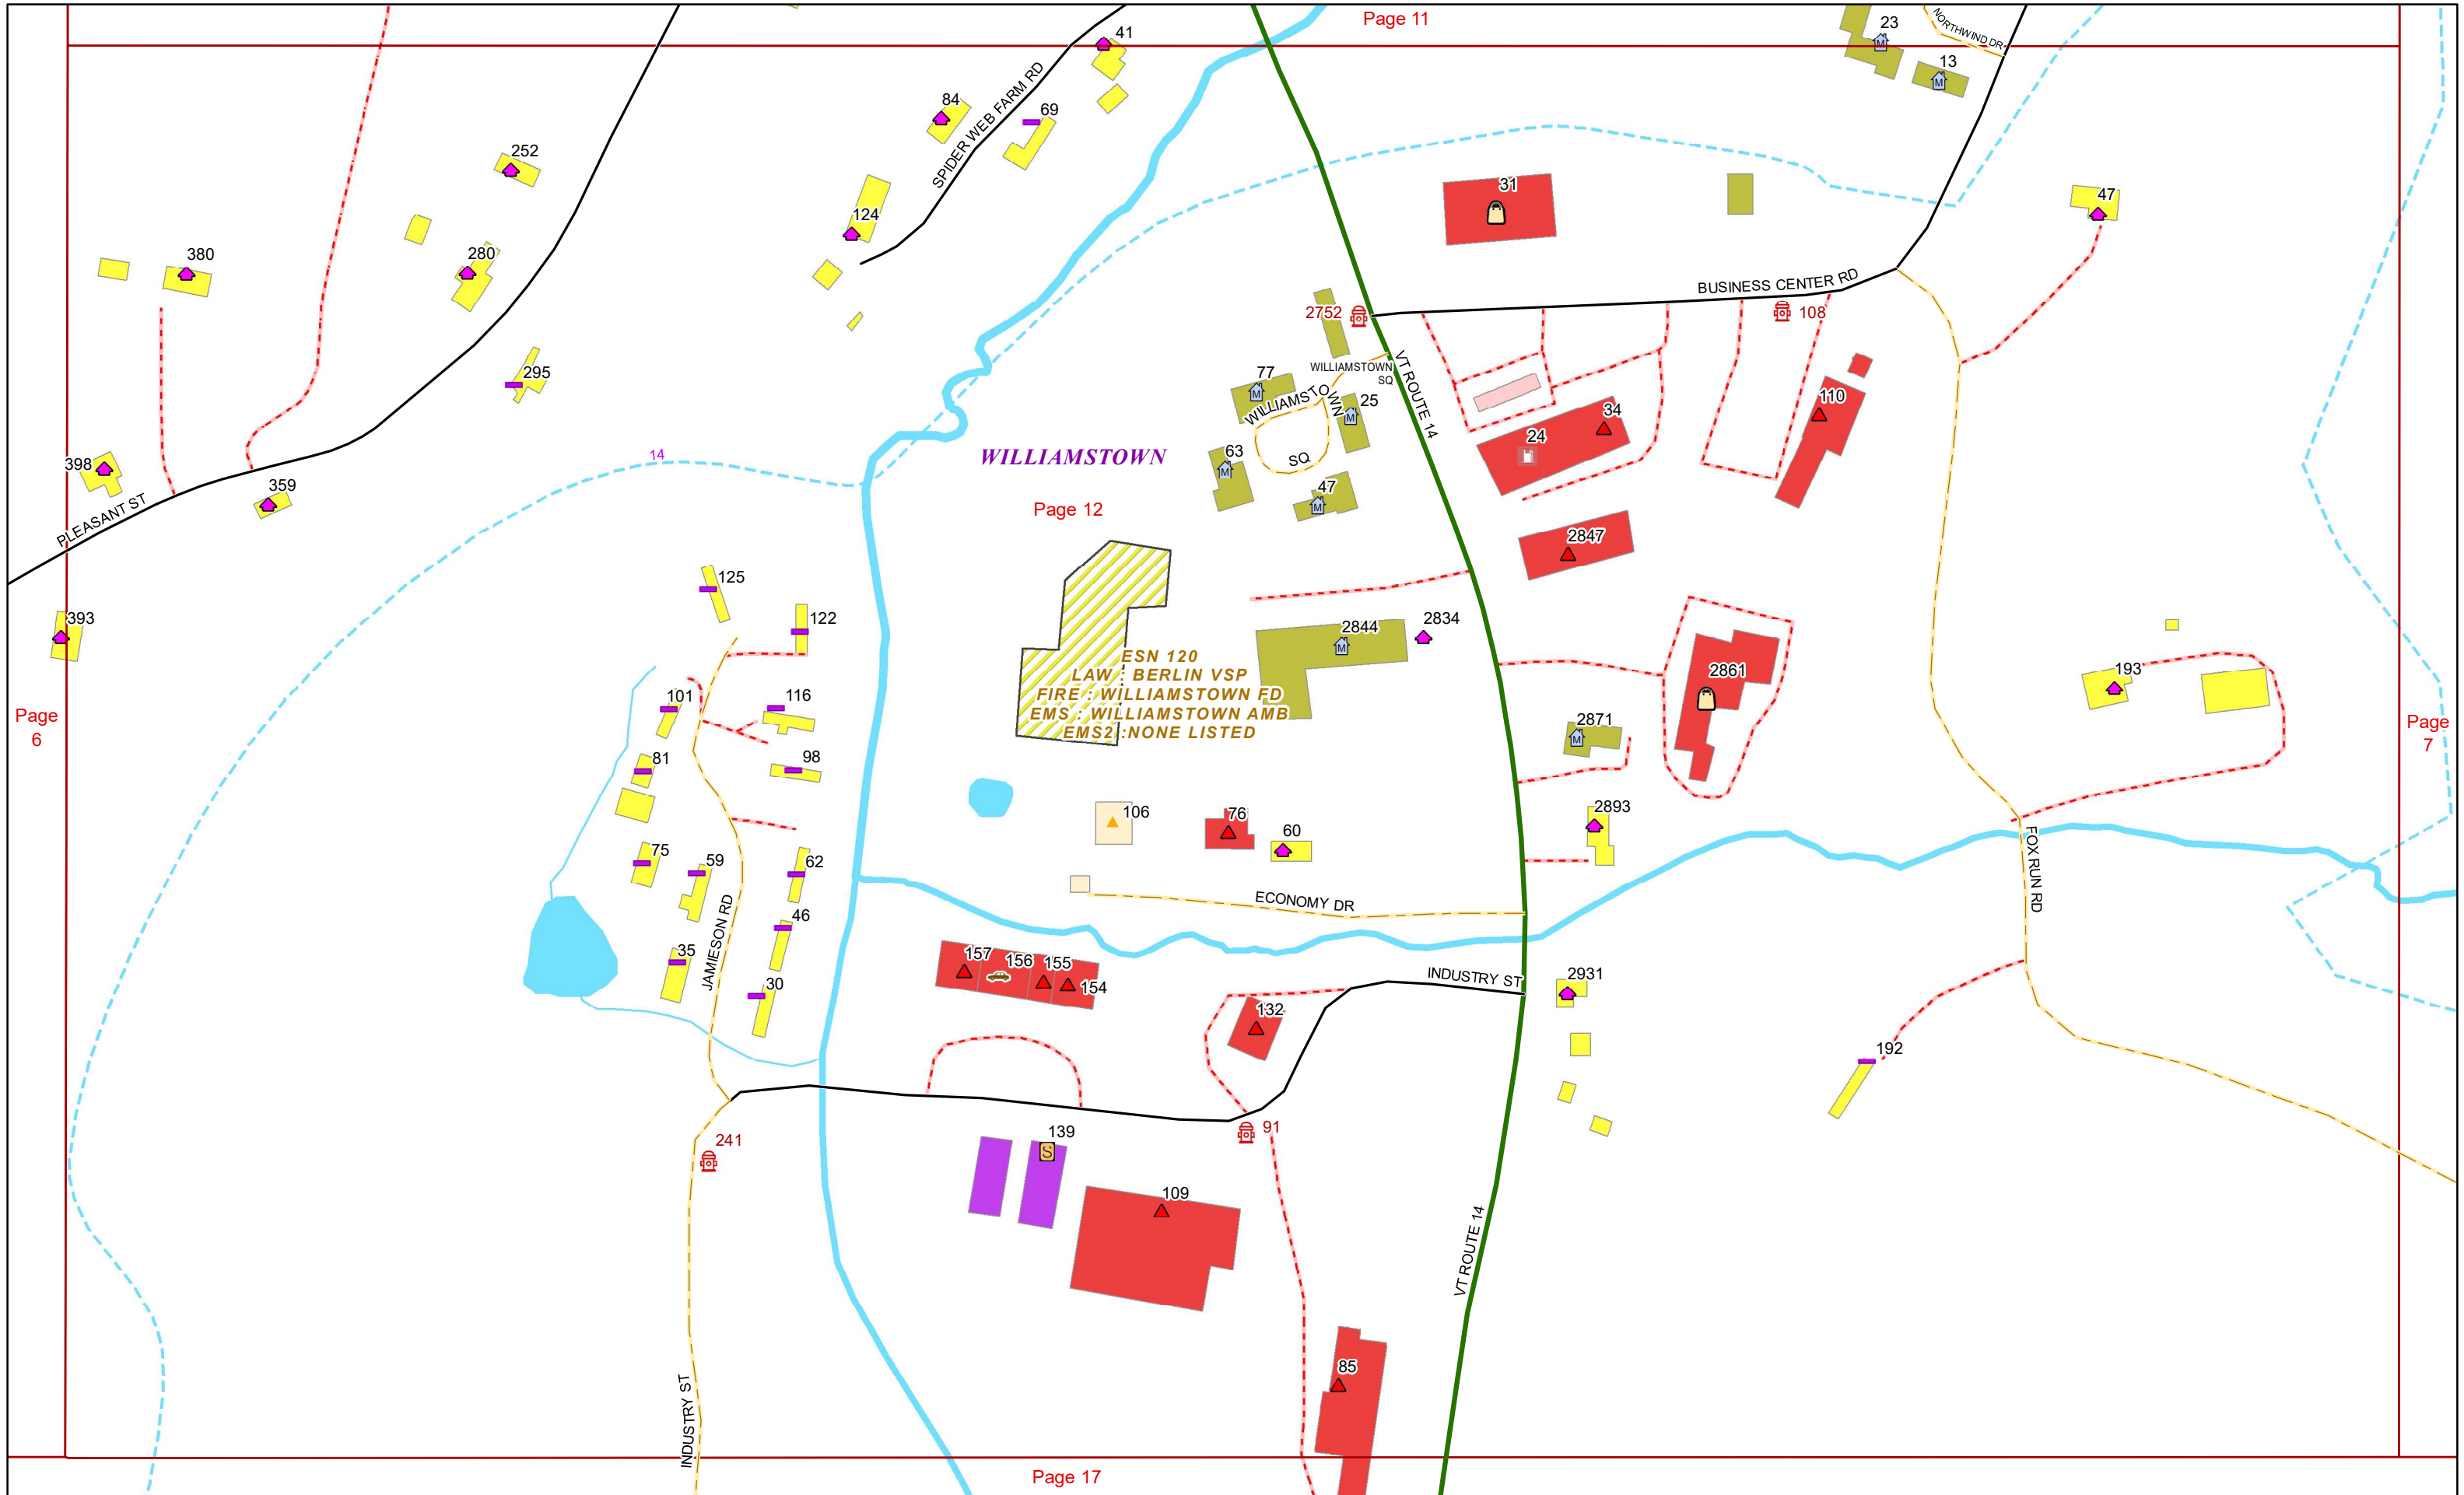 Page 11
23
NORTHWIND DR
13
41
84
69
SPIDER WEB FARM RD
252
124
31
47
380
280
BUSINESS CENTER RD
2752
108
295
WILLIAMSTOWN
SQ
VT ROUTE 14
77
WILLIAMSTOWN
25
SQ
34
110
24
398
14
WILLIAMSTOWN
63
47
359
Page 12
PLEASANT ST
2847
125
393
122
2844
2834
ESN 120
LAW : BERLIN VSP
FIRE : WILLIAMSTOWN FD
EMS : WILLIAMSTOWN AMB
EMS2 :NONE LISTED
2861
193
101
116
Page
6
2871
Page
7
81
98
106
76
60
2893
75
59
62
FOX RUN RD
ECONOMY DR
46
JAMIESON RD
35
30
157
156
155
154
INDUSTRY ST
2931
132
192
241
139
S
91
109
VT ROUTE 14
85
INDUSTRY ST
Page 17